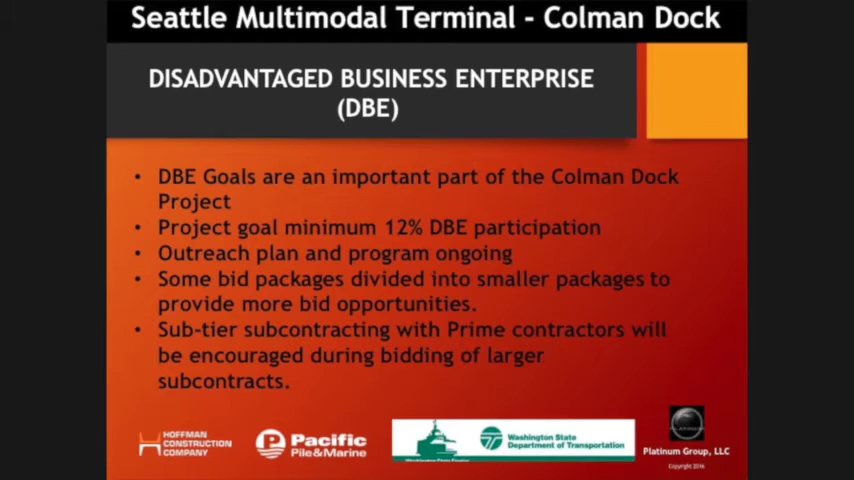 Seattle Multimodal Terminal - Colman Dock
DISADVANTAGED BUSINESS ENTERPRISE
(DBE)
• DBE Goals are an important part of the Colman Dock
Project
• Project goal minimum 12% DBE participation
• Outreach plan and program ongoing
• Some bid packages divided into smaller packages to
provide more bid opportunities.
• Sub-tier subcontracting with Prime contractors will
be encouraged during bidding of larger
subcontracts.
HOFFMAN
CONSTRUCTION
COMPANY
Pacific
Pile&Marine
Washington State
Washington State
Department of Transportation
PLATINUM
Platinum Group, LLC
Copyright 2016